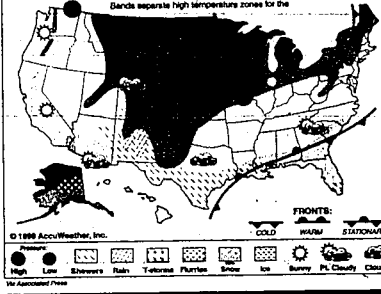 Bands separate high temperature zones for the
FRONTS:
COLD WARM STATIONARY
© 1998 AccuWeather, Inc.
Pressure:
High Low Showers Rain T-storms Flurries Snow Ice Sunny Pt. Cloudy Cloudy
Via Associated Press